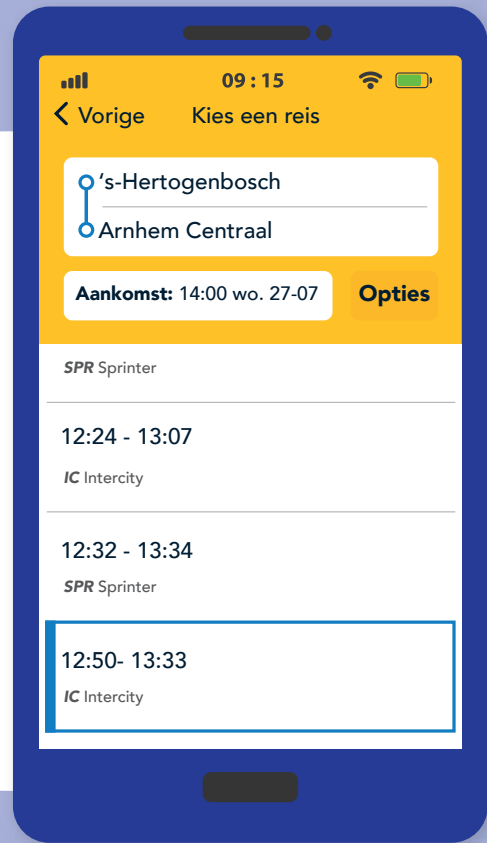 09:15
Vorige Kies een reis
‘s-Hertogenbosch
Arnhem Centraal
Aankomst: 14:00 wo. 27-07 Opties
SPR Sprinter
12:24 - 13:07
IC Intercity
12:32 - 13:34
SPR Sprinter
12:50- 13:33
IC Intercity